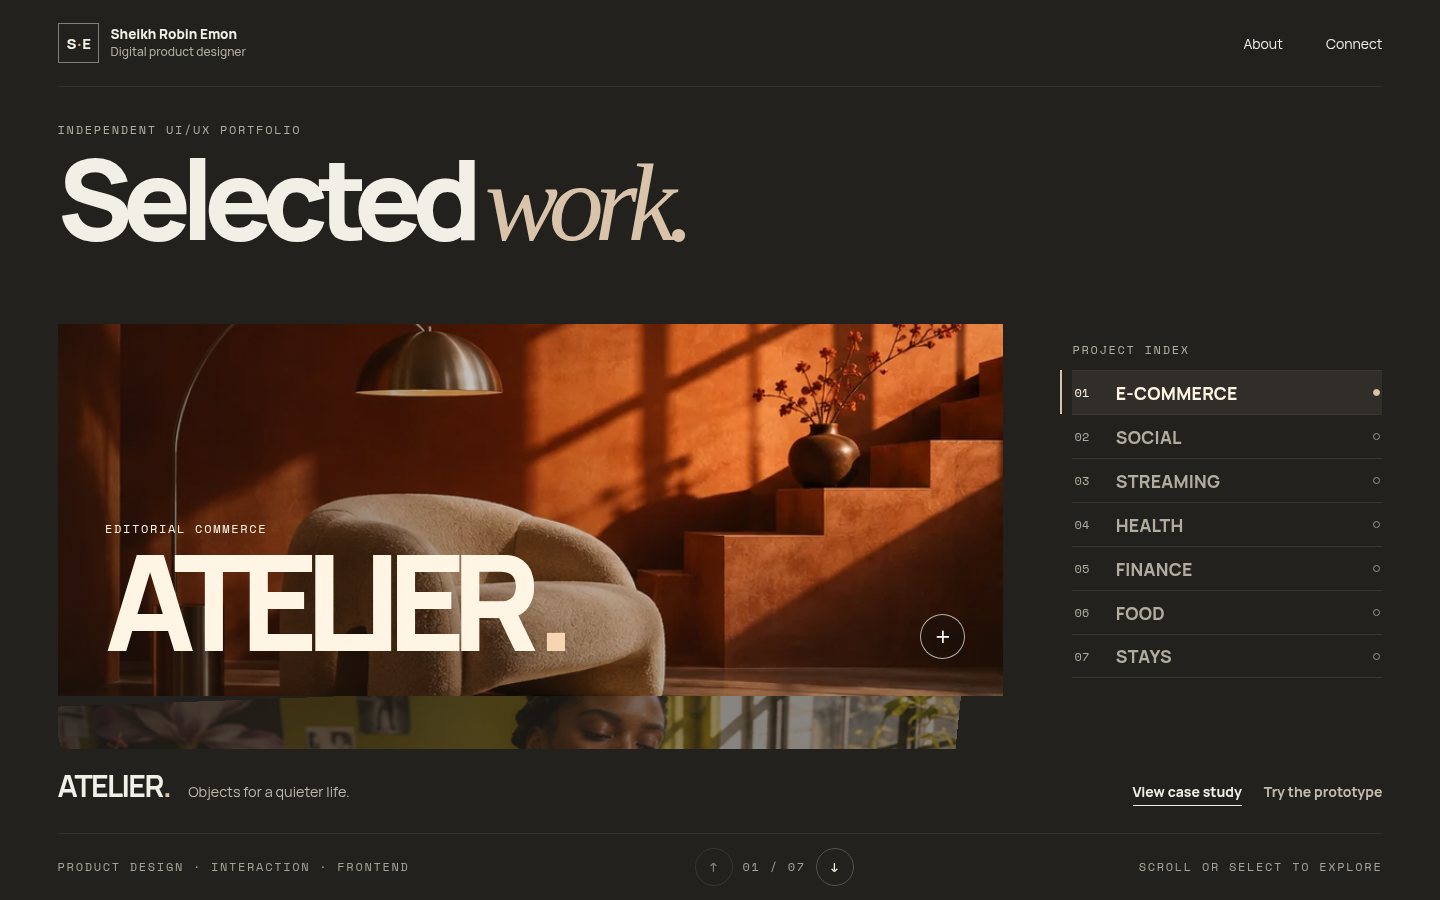 S·E
Sheikh Robin Emon
Digital product designer
About
Connect
INDEPENDENT UI/UX PORTFOLIO
Selected work.
EDITORIAL COMMERCE
ATELIER.
+
PROJECT INDEX
01 E-COMMERCE
02 SOCIAL
03 STREAMING
04 HEALTH
05 FINANCE
06 FOOD
07 STAYS
ATELIER. Objects for a quieter life.
View case study
Try the prototype
PRODUCT DESIGN · INTERACTION · FRONTEND
↑ 01 / 07 ↓
SCROLL OR SELECT TO EXPLORE